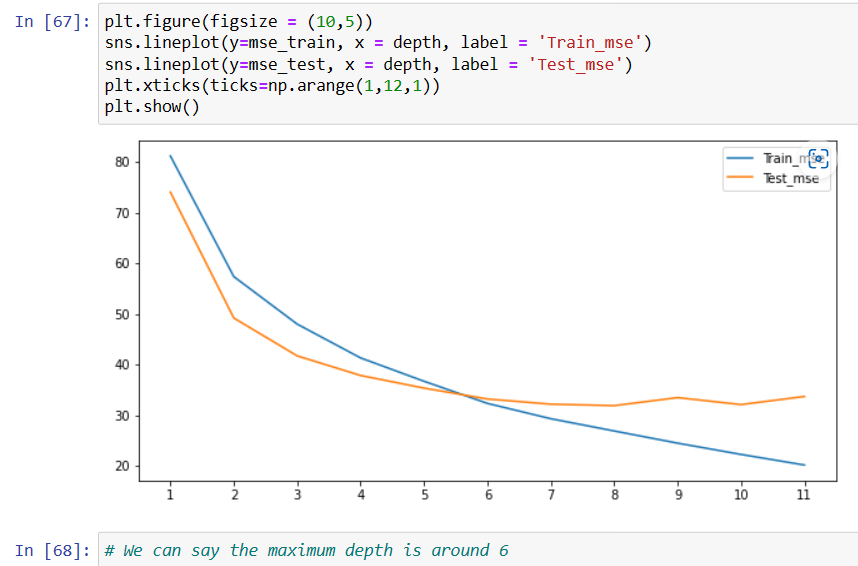 In [67]: plt.figure(figsize = (10,5))
sns.lineplot(y=mse_train, x = depth, label = 'Train_mse')
sns.lineplot(y=mse_test, x = depth, label = 'Test_mse')
plt.xticks(ticks=np.arange(1,12,1))
plt.show()
Train_mse
Test_mse
80
70
60
50
40
30
20
1 2 3 4 5 6 7 8 9 10 11
In [68]: # We can say the maximum depth is around 6